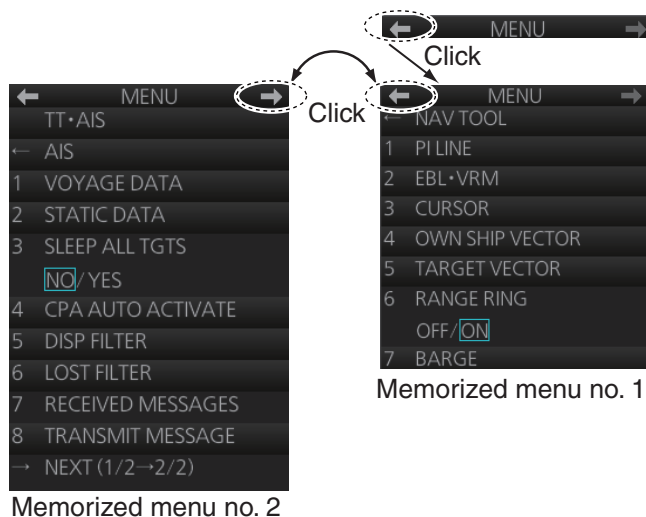 ← MENU →
Click
← MENU →
← NAV TOOL
1 PI LINE
2 EBL•VRM
3 CURSOR
4 OWN SHIP VECTOR
5 TARGET VECTOR
6 RANGE RING
OFF/ON
7 BARGE
Memorized menu no. 1
Click
← MENU →
TT•AIS
← AIS
1 VOYAGE DATA
2 STATIC DATA
3 SLEEP ALL TGTS
NO/YES
4 CPA AUTO ACTIVATE
5 DISP FILTER
6 LOST FILTER
7 RECEIVED MESSAGES
8 TRANSMIT MESSAGE
→ NEXT (1/2→2/2)
Memorized menu no. 2